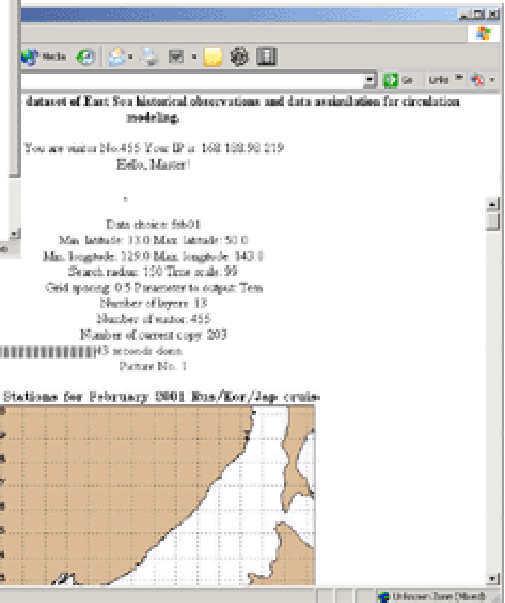 Media
Go Links »
dataset of East Sea historical observations and data assimilation for circulation
modeling.
You are visitor No.455 Your IP is: 168.188.98.219
Hello, Master!
Data choice: feb01
Min. latitude: 33.0 Max. latitude: 50.0
Min. longitude: 129.0 Max. longitude: 143.0
Search radius: 150 Time scale: 99
Grid spacing: 0.5 Parameter to output: Tem
Number of layers: 13
Number of visitor: 455
Number of current copy: 203
43 seconds down.
Picture No. 1
Stations for February 2001 Rus/Kor/Jap cruise
Unknown Zone (Mixed)